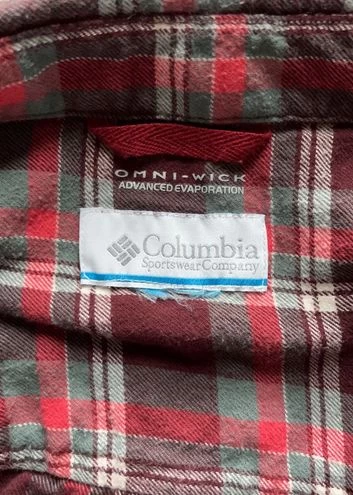 OMNI-WICK
ADVANCED EVAPORATION
Columbia
Sportswear Company